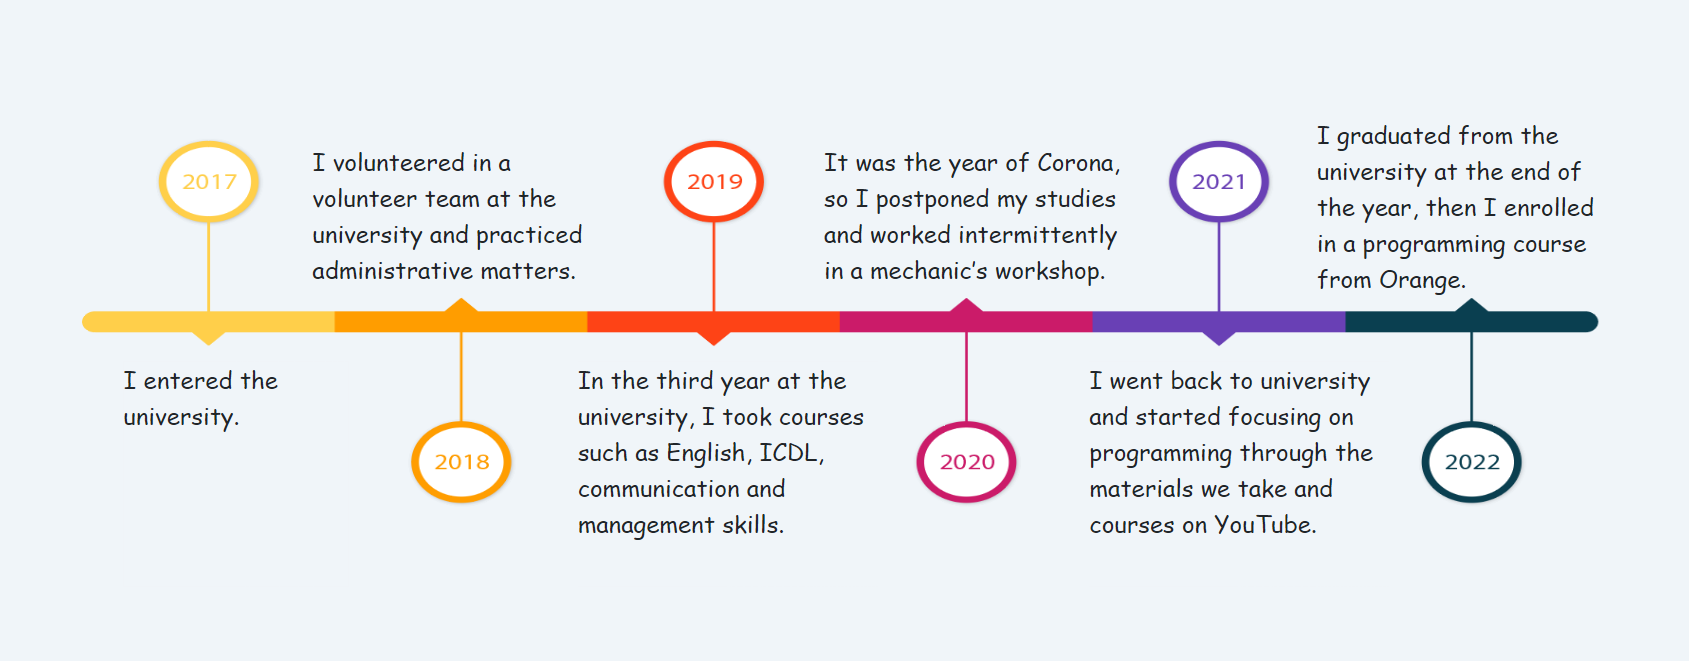 2017
I entered the
university.
I volunteered in a
volunteer team at the
university and practiced
administrative matters.
2018
2019
In the third year at the
university, I took courses
such as English, ICDL,
communication and
management skills.
It was the year of Corona,
so I postponed my studies
and worked intermittently
in a mechanic's workshop.
2020
2021
I went back to university
and started focusing on
programming through the
materials we take and
courses on YouTube.
I graduated from the
university at the end of
the year, then I enrolled
in a programming course
from Orange.
2022